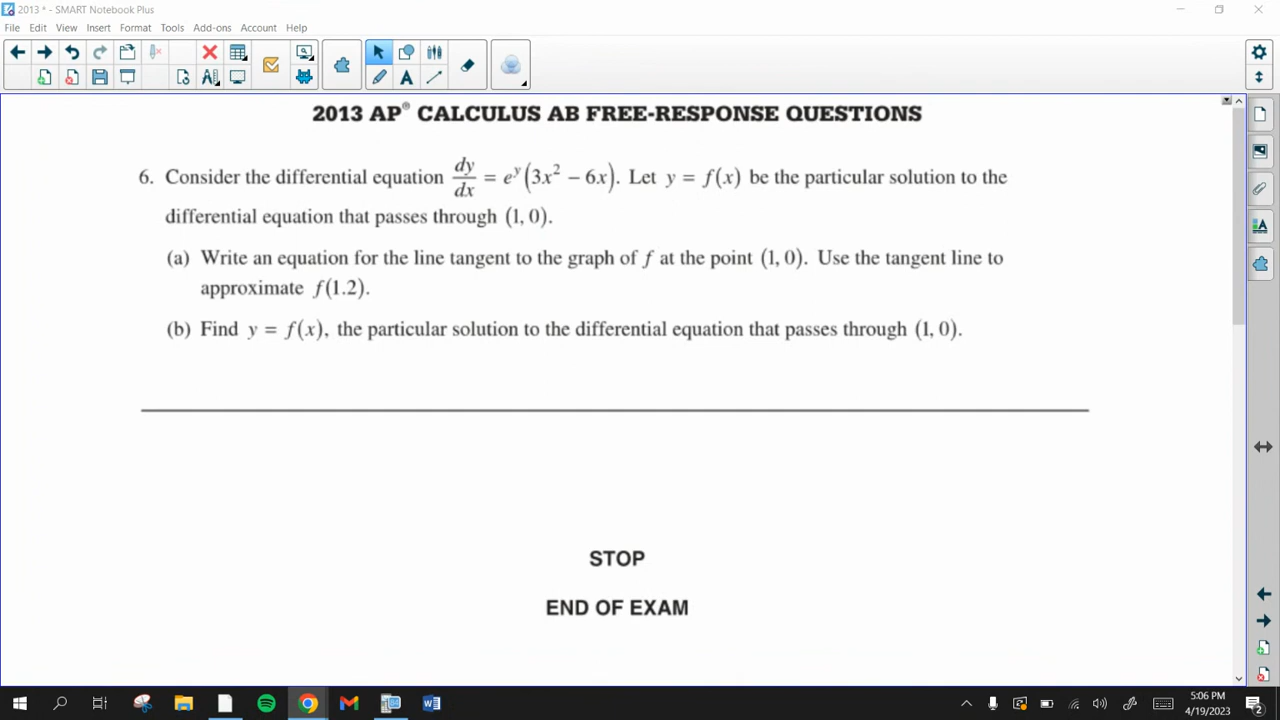 2013 * - SMART Notebook Plus
File Edit View Insert Format Tools Add-ons Account Help
2013 AP® CALCULUS AB FREE-RESPONSE QUESTIONS
6. Consider the differential equation dy/dx = e^y(3x² − 6x). Let y = f(x) be the particular solution to the
differential equation that passes through (1, 0).
(a) Write an equation for the line tangent to the graph of f at the point (1, 0). Use the tangent line to
approximate f(1.2).
(b) Find y = f(x), the particular solution to the differential equation that passes through (1, 0).
STOP
END OF EXAM
5:06 PM
4/19/2023
2